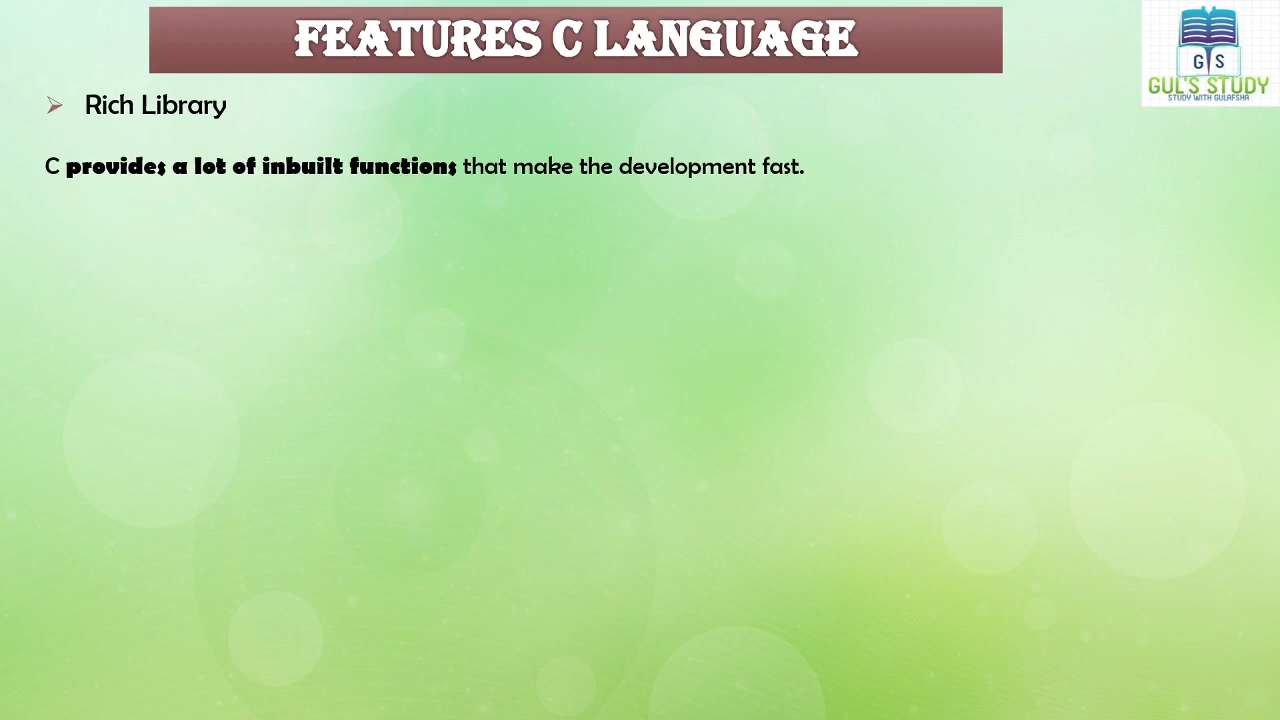 FEATURES C LANGUAGE
G S
GUL'S STUDY
STUDY WITH GULAFSHA
Rich Library
C provides a lot of inbuilt functions that make the development fast.